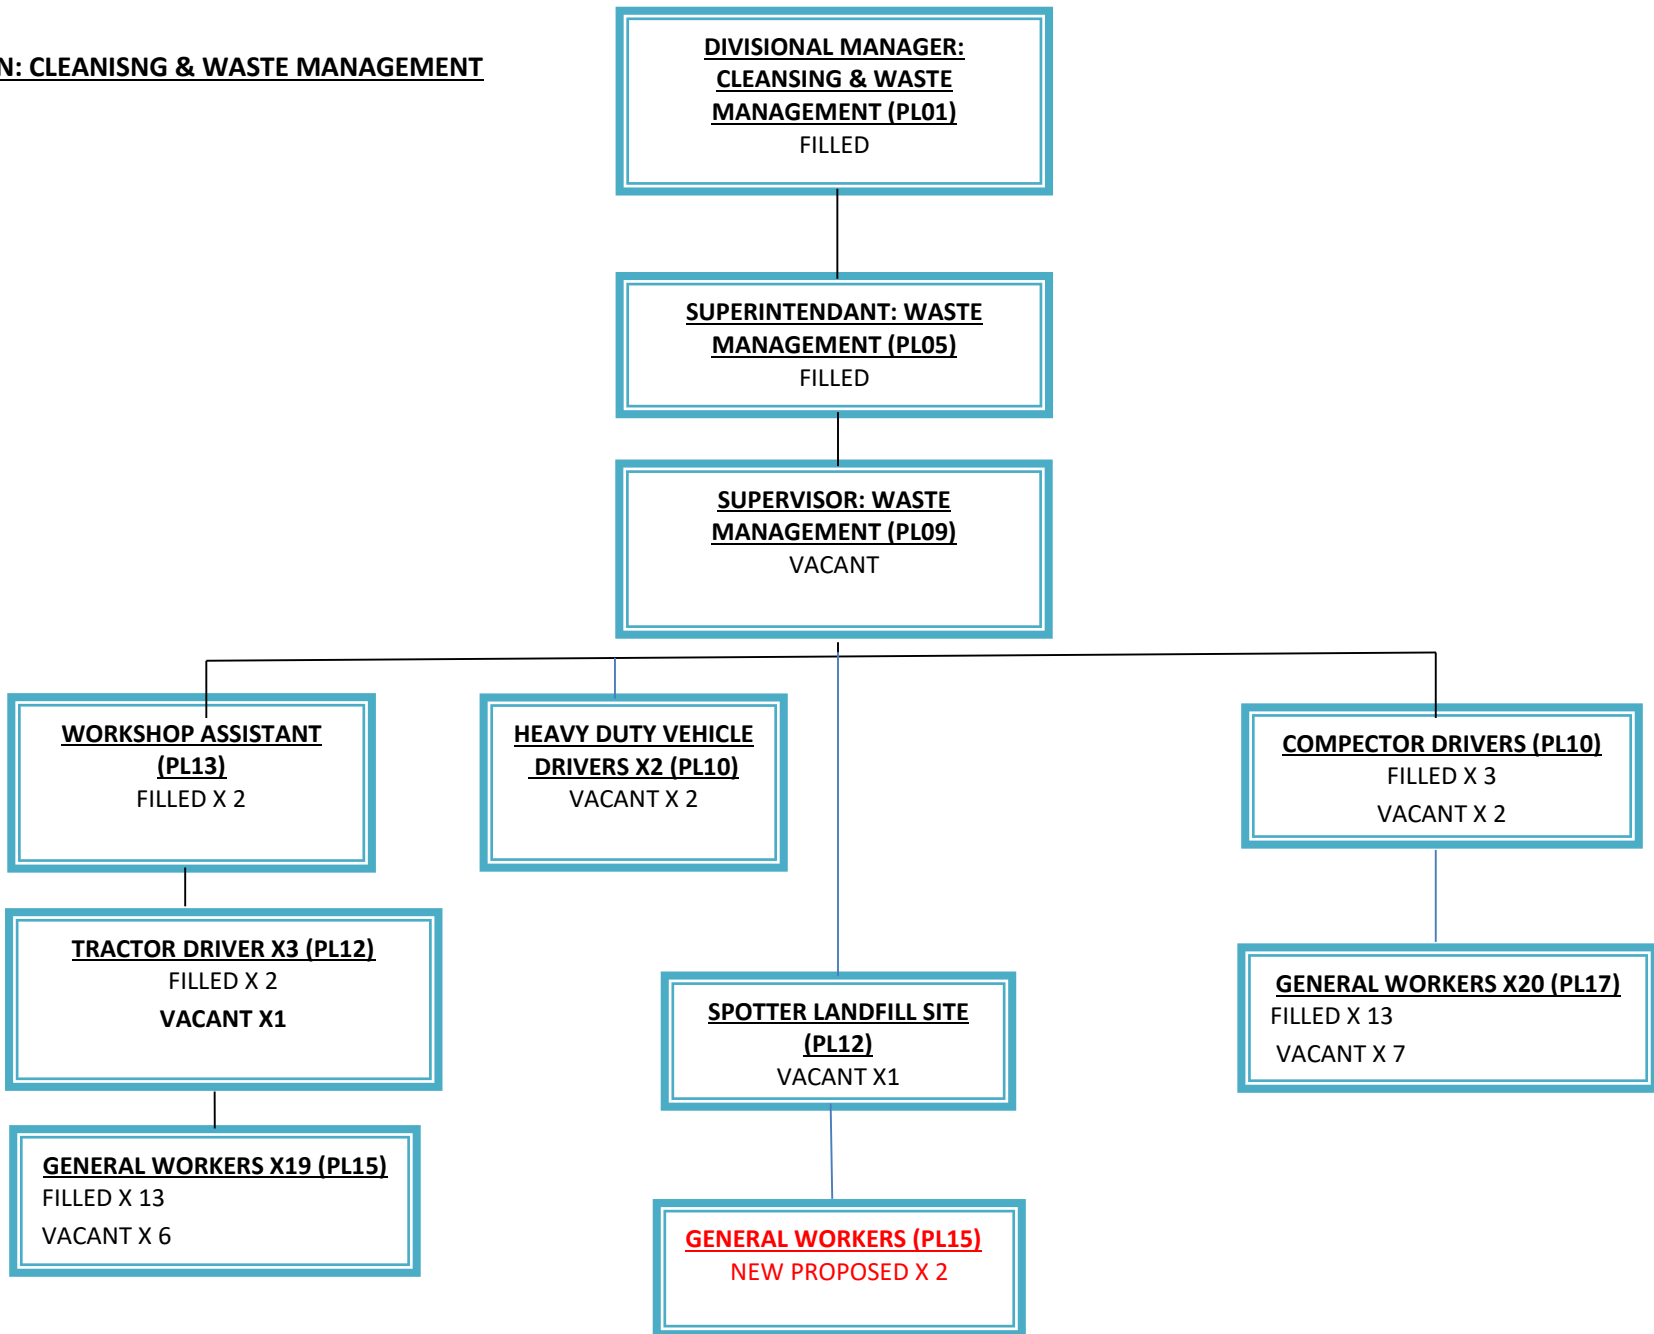 N: CLEANISNG & WASTE MANAGEMENT
DIVISIONAL MANAGER:
CLEANSING & WASTE
MANAGEMENT (PL01)
FILLED
SUPERINTENDANT: WASTE
MANAGEMENT (PL05)
FILLED
SUPERVISOR: WASTE
MANAGEMENT (PL09)
VACANT
WORKSHOP ASSISTANT
(PL13)
FILLED X 2
HEAVY DUTY VEHICLE
DRIVERS X2 (PL10)
VACANT X 2
COMPECTOR DRIVERS (PL10)
FILLED X 3
VACANT X 2
TRACTOR DRIVER X3 (PL12)
FILLED X 2
VACANT X1
SPOTTER LANDFILL SITE
(PL12)
VACANT X1
GENERAL WORKERS X20 (PL17)
FILLED X 13
VACANT X 7
GENERAL WORKERS X19 (PL15)
FILLED X 13
VACANT X 6
GENERAL WORKERS (PL15)
NEW PROPOSED X 2